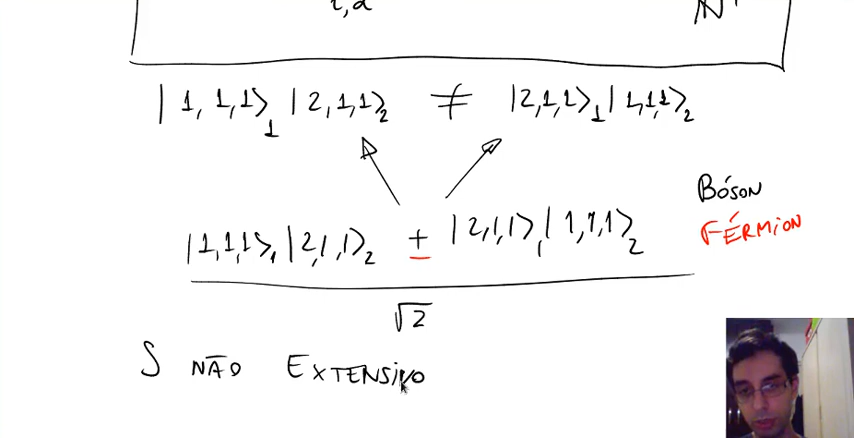 i,α
N!
| 1, 1,1⟩₁ | 2,1,1⟩₂ ≠ |2,1,1⟩₁ | 1,1,1⟩₂
BÓSON
|1,1,1⟩₁ |2,1,1⟩₂ ± |2,1,1⟩₁ | 1,1,1⟩₂
FÉRMION
√2
S NÃO EXTENSIVO